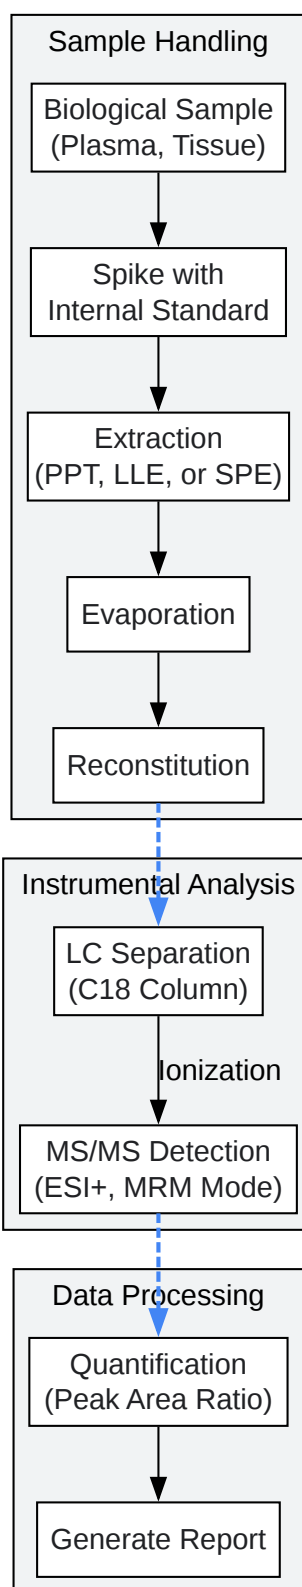 Sample Handling
Biological Sample
(Plasma, Tissue)
Spike with
Internal Standard
Extraction
(PPT, LLE, or SPE)
Evaporation
Reconstitution
Instrumental Analysis
LC Separation
(C18 Column)
Ionization
MS/MS Detection
(ESI+, MRM Mode)
Data Processing
Quantification
(Peak Area Ratio)
Generate Report